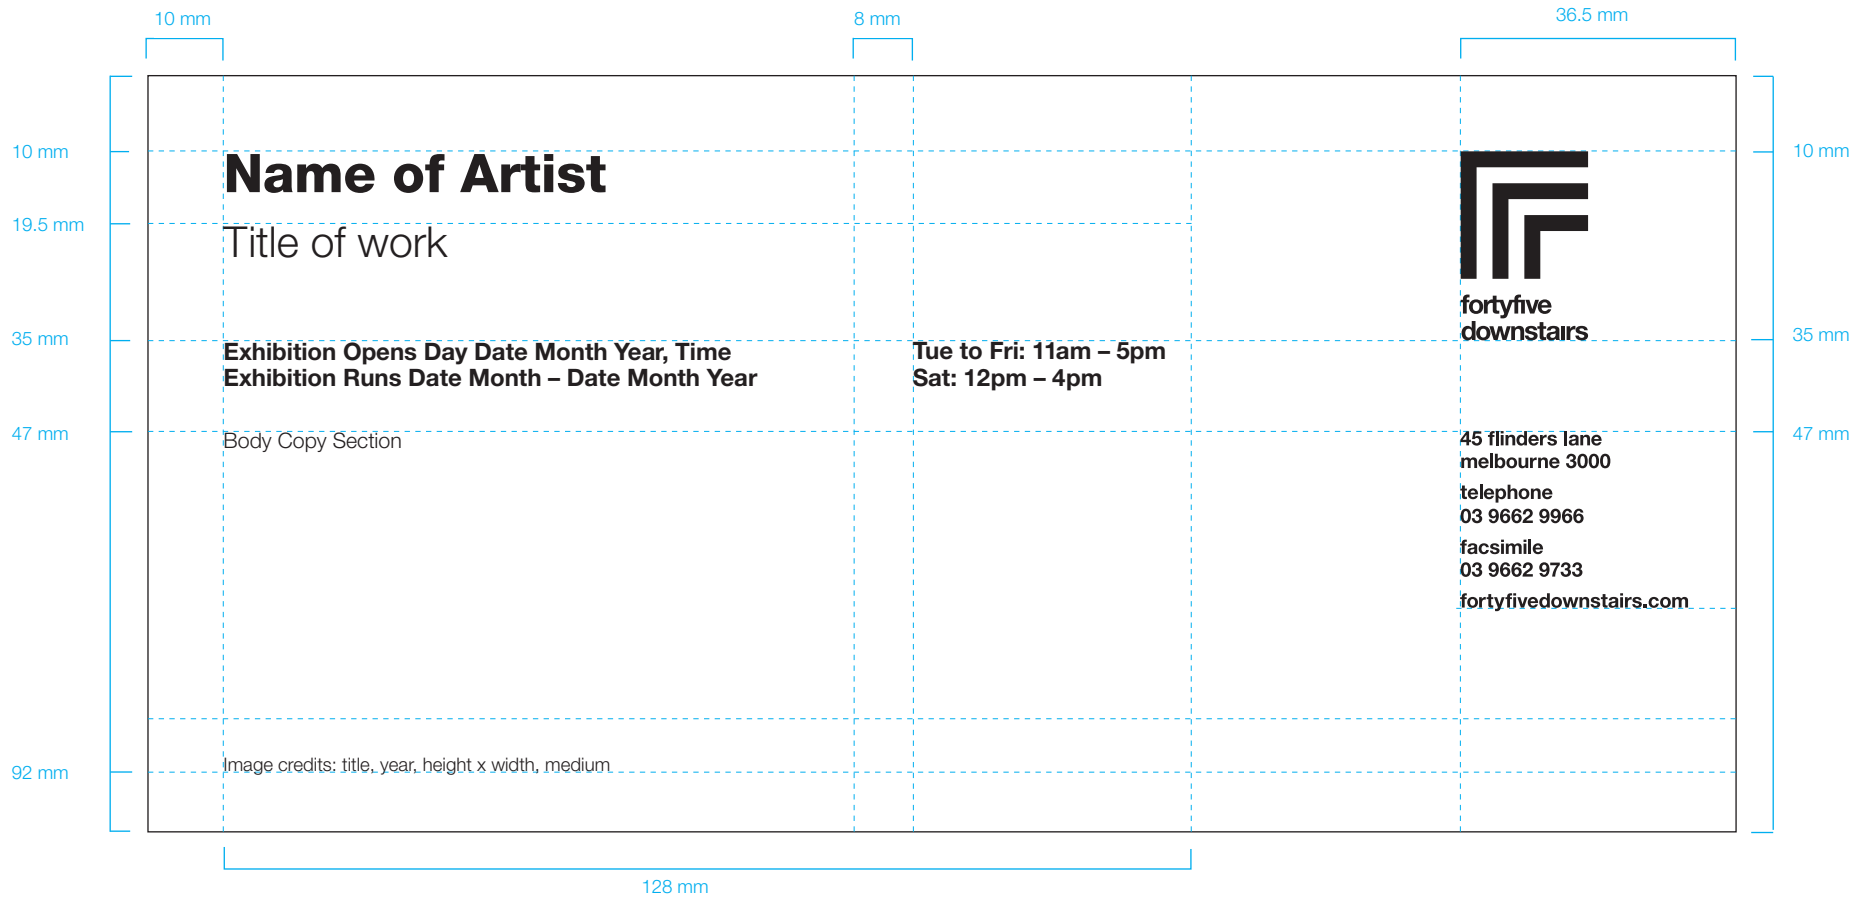 10 mm
8 mm
36.5 mm
10 mm
19.5 mm
35 mm
47 mm
92 mm
Name of Artist
Title of work
Exhibition Opens Day Date Month Year, Time
Exhibition Runs Date Month – Date Month Year
Tue to Fri: 11am – 5pm
Sat: 12pm – 4pm
Body Copy Section
Image credits: title, year, height x width, medium
fortyfive
downstairs
45 flinders lane
melbourne 3000
telephone
03 9662 9966
facsimile
03 9662 9733
fortyfivedownstairs.com
10 mm
35 mm
47 mm
128 mm